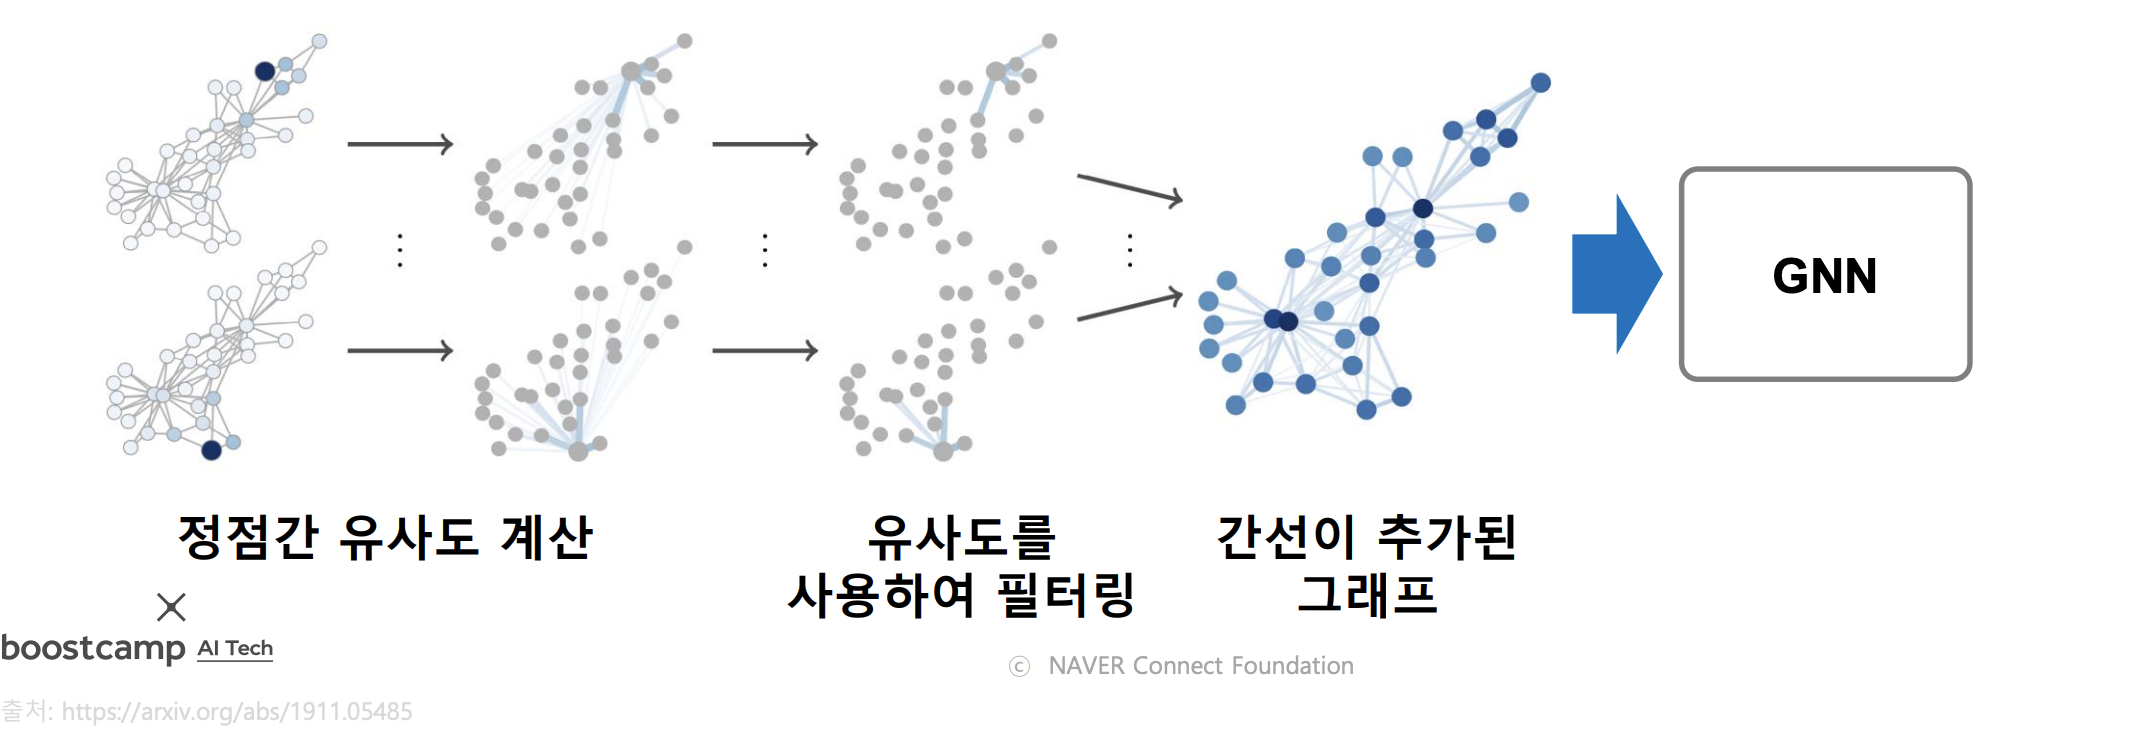 GNN
정점간 유사도 계산
유사도를
사용하여 필터링
간선이 추가된
그래프
boostcamp AI Tech
ⓒ NAVER Connect Foundation
출처: https://arxiv.org/abs/1911.05485